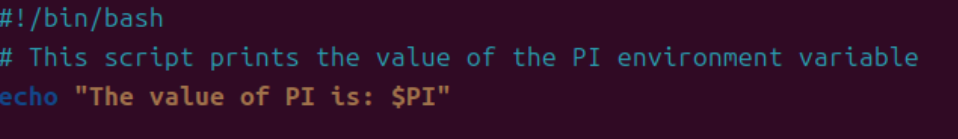 #!/bin/bash
# This script prints the value of the PI environment variable
echo "The value of PI is: $PI"